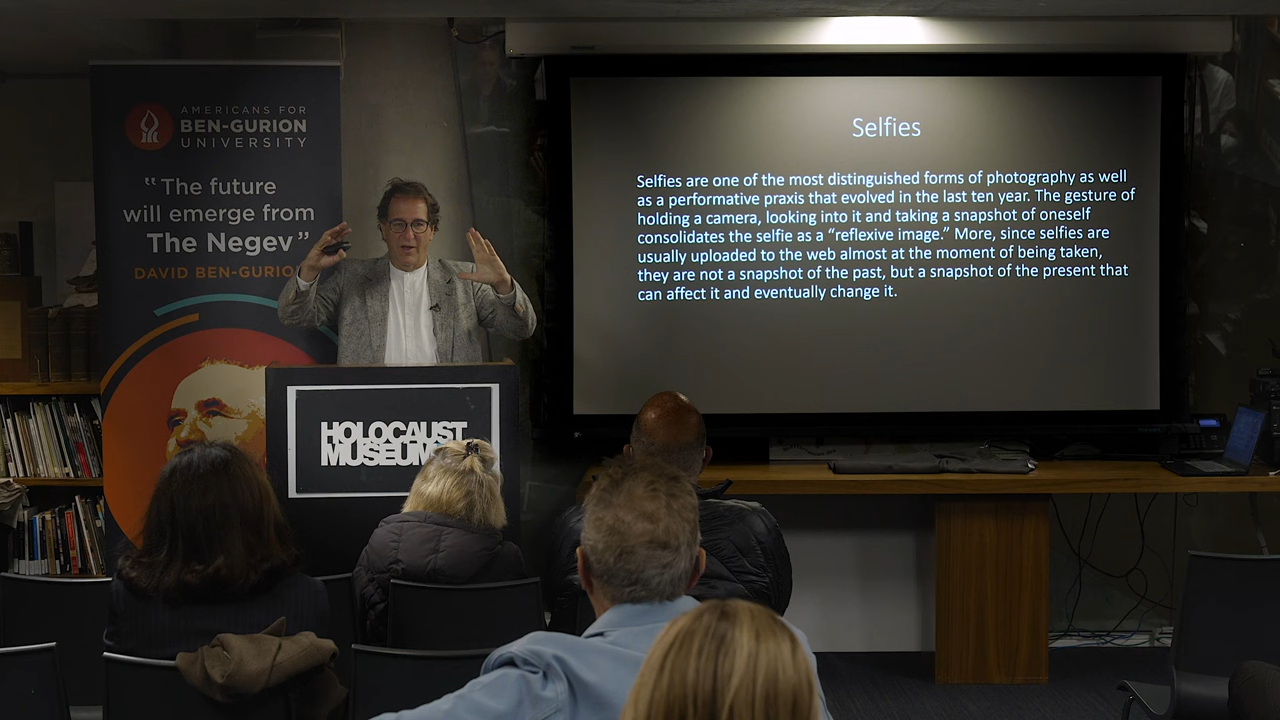 AMERICANS FOR
BEN-GURION
UNIVERSITY
"The future
will emerge from
The Negev"
DAVID BEN-GURIO
HOLOCAUST
MUSEUM
Selfies
Selfies are one of the most distinguished forms of photography as well
as a performative praxis that evolved in the last ten year. The gesture of
holding a camera, looking into it and taking a snapshot of oneself
consolidates the selfie as a “reflexive image.” More, since selfies are
usually uploaded to the web almost at the moment of being taken,
they are not a snapshot of the past, but a snapshot of the present that
can affect it and eventually change it.